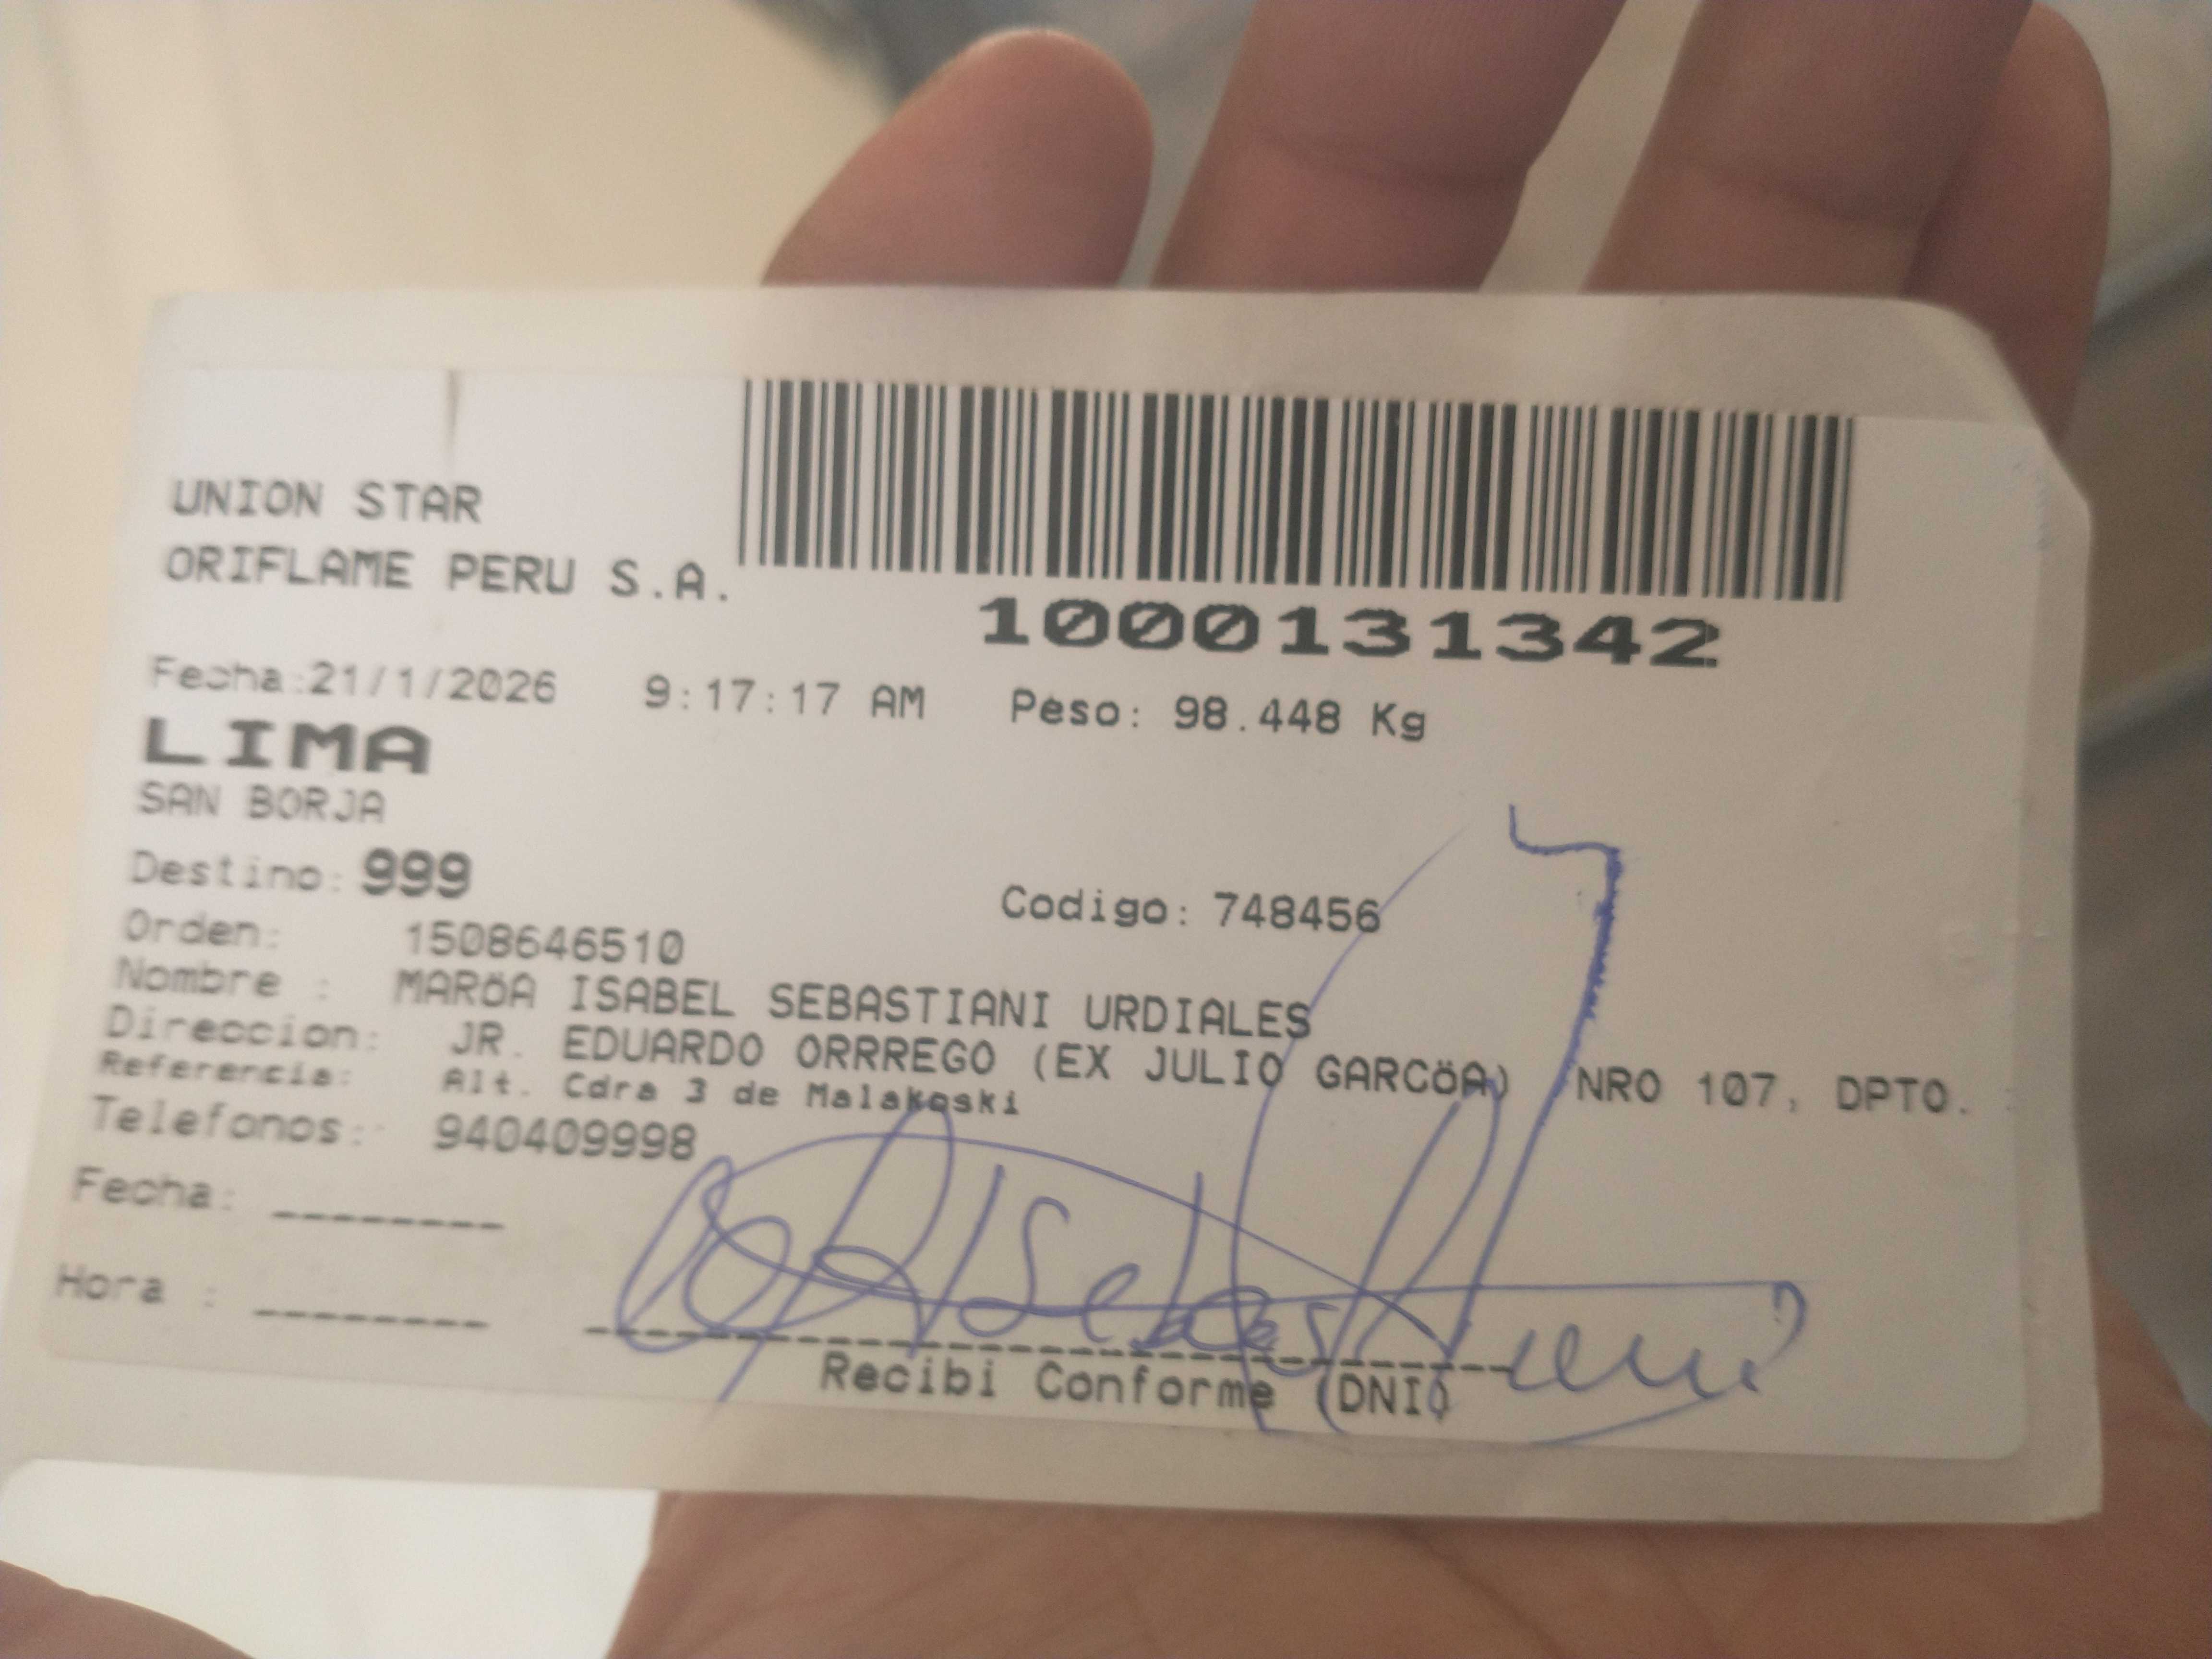 UNION STAR
ORIFLAME PERU S.A.
1000131342
Fecha:21/1/2026 9:17:17 AM Peso: 98.448 Kg
LIMA
SAN BORJA
Destino: 999 Codigo: 748456
Orden: 1508646510
Nombre : MARöA ISABEL SEBASTIANI URDIALES
Direccion: JR. EDUARDO ORRREGO (EX JULIO GARCöA) NRO 107, DPTO.
Referencia: Alt. Cdra 3 de Malakoski
Telefonos: 940409998
Fecha: ________
Hora : ________
Recibi Conforme (DNI)